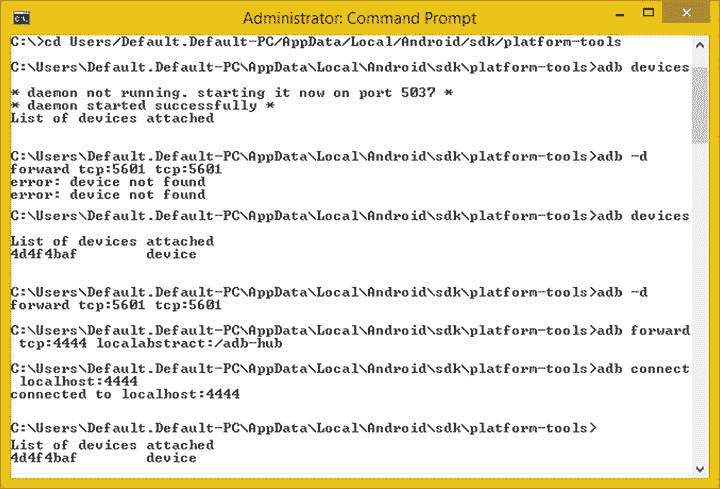 Administrator: Command Prompt
C:\>cd Users/Default.Default-PC/AppData/Local/Android/sdk/platform-tools
C:\Users\Default.Default-PC\AppData\Local\Android\sdk\platform-tools>adb devices
* daemon not running. starting it now on port 5037 *
* daemon started successfully *
List of devices attached
C:\Users\Default.Default-PC\AppData\Local\Android\sdk\platform-tools>adb -d
forward tcp:5601 tcp:5601
error: device not found
error: device not found
C:\Users\Default.Default-PC\AppData\Local\Android\sdk\platform-tools>adb devices
List of devices attached
4d4f4baf device
C:\Users\Default.Default-PC\AppData\Local\Android\sdk\platform-tools>adb -d
forward tcp:5601 tcp:5601
C:\Users\Default.Default-PC\AppData\Local\Android\sdk\platform-tools>adb forward
tcp:4444 localabstract:/adb-hub
C:\Users\Default.Default-PC\AppData\Local\Android\sdk\platform-tools>adb connect
localhost:4444
connected to localhost:4444
C:\Users\Default.Default-PC\AppData\Local\Android\sdk\platform-tools>
List of devices attached
4d4f4baf device